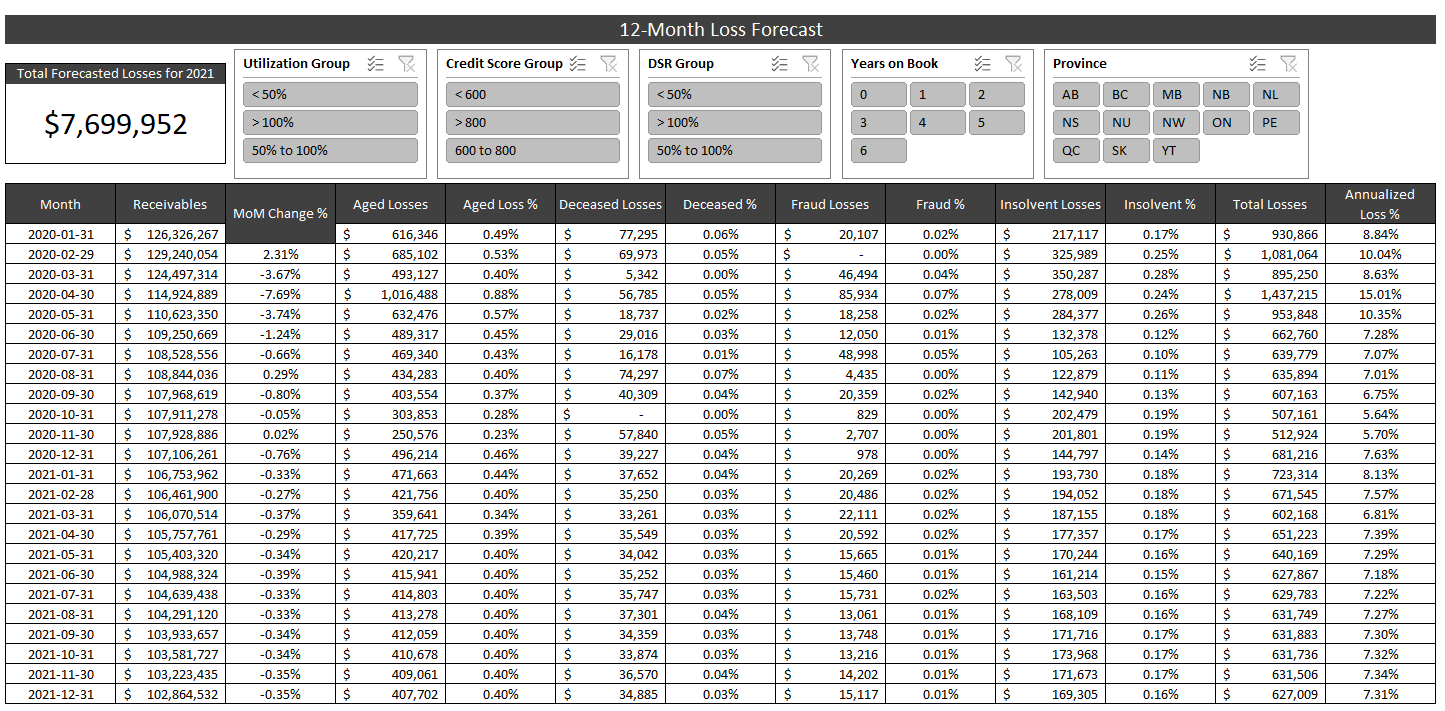 12-Month Loss Forecast
Total Forecasted Losses for 2021
$7,699,952
Utilization Group
< 50%
> 100%
50% to 100%
Credit Score Group
< 600
> 800
600 to 800
DSR Group
< 50%
> 100%
50% to 100%
Years on Book
0 1 2
3 4 5
6
Province
AB BC MB NB NL
NS NU NW ON PE
QC SK YT
Month Receivables MoM Change % Aged Losses Aged Loss % Deceased Losses Deceased % Fraud Losses Fraud % Insolvent Losses Insolvent % Total Losses Annualized Loss %
2020-01-31 $ 126,326,267 $ 616,346 0.49% $ 77,295 0.06% $ 20,107 0.02% $ 217,117 0.17% $ 930,866 8.84%
2020-02-29 $ 129,240,054 2.31% $ 685,102 0.53% $ 69,973 0.05% $ - 0.00% $ 325,989 0.25% $ 1,081,064 10.04%
2020-03-31 $ 124,497,314 -3.67% $ 493,127 0.40% $ 5,342 0.00% $ 46,494 0.04% $ 350,287 0.28% $ 895,250 8.63%
2020-04-30 $ 114,924,889 -7.69% $ 1,016,488 0.88% $ 56,785 0.05% $ 85,934 0.07% $ 278,009 0.24% $ 1,437,215 15.01%
2020-05-31 $ 110,623,350 -3.74% $ 632,476 0.57% $ 18,737 0.02% $ 18,258 0.02% $ 284,377 0.26% $ 953,848 10.35%
2020-06-30 $ 109,250,669 -1.24% $ 489,317 0.45% $ 29,016 0.03% $ 12,050 0.01% $ 132,378 0.12% $ 662,760 7.28%
2020-07-31 $ 108,528,556 -0.66% $ 469,340 0.43% $ 16,178 0.01% $ 48,998 0.05% $ 105,263 0.10% $ 639,779 7.07%
2020-08-31 $ 108,844,036 0.29% $ 434,283 0.40% $ 74,297 0.07% $ 4,435 0.00% $ 122,879 0.11% $ 635,894 7.01%
2020-09-30 $ 107,968,619 -0.80% $ 403,554 0.37% $ 40,309 0.04% $ 20,359 0.02% $ 142,940 0.13% $ 607,163 6.75%
2020-10-31 $ 107,911,278 -0.05% $ 303,853 0.28% $ - 0.00% $ 829 0.00% $ 202,479 0.19% $ 507,161 5.64%
2020-11-30 $ 107,928,886 0.02% $ 250,576 0.23% $ 57,840 0.05% $ 2,707 0.00% $ 201,801 0.19% $ 512,924 5.70%
2020-12-31 $ 107,106,261 -0.76% $ 496,214 0.46% $ 39,227 0.04% $ 978 0.00% $ 144,797 0.14% $ 681,216 7.63%
2021-01-31 $ 106,753,962 -0.33% $ 471,663 0.44% $ 37,652 0.04% $ 20,269 0.02% $ 193,730 0.18% $ 723,314 8.13%
2021-02-28 $ 106,461,900 -0.27% $ 421,756 0.40% $ 35,250 0.03% $ 20,486 0.02% $ 194,052 0.18% $ 671,545 7.57%
2021-03-31 $ 106,070,514 -0.37% $ 359,641 0.34% $ 33,261 0.03% $ 22,111 0.02% $ 187,155 0.18% $ 602,168 6.81%
2021-04-30 $ 105,757,761 -0.29% $ 417,725 0.39% $ 35,549 0.03% $ 20,592 0.02% $ 177,357 0.17% $ 651,223 7.39%
2021-05-31 $ 105,403,320 -0.34% $ 420,217 0.40% $ 34,042 0.03% $ 15,665 0.01% $ 170,244 0.16% $ 640,169 7.29%
2021-06-30 $ 104,988,324 -0.39% $ 415,941 0.40% $ 35,252 0.03% $ 15,460 0.01% $ 161,214 0.15% $ 627,867 7.18%
2021-07-31 $ 104,639,438 -0.33% $ 414,803 0.40% $ 35,747 0.03% $ 15,731 0.02% $ 163,503 0.16% $ 629,783 7.22%
2021-08-31 $ 104,291,120 -0.33% $ 413,278 0.40% $ 37,301 0.04% $ 13,061 0.01% $ 168,109 0.16% $ 631,749 7.27%
2021-09-30 $ 103,933,657 -0.34% $ 412,059 0.40% $ 34,359 0.03% $ 13,748 0.01% $ 171,716 0.17% $ 631,883 7.30%
2021-10-31 $ 103,581,727 -0.34% $ 410,678 0.40% $ 33,874 0.03% $ 13,216 0.01% $ 173,968 0.17% $ 631,736 7.32%
2021-11-30 $ 103,223,435 -0.35% $ 409,061 0.40% $ 36,570 0.04% $ 14,202 0.01% $ 171,673 0.17% $ 631,506 7.34%
2021-12-31 $ 102,864,532 -0.35% $ 407,702 0.40% $ 34,885 0.03% $ 15,117 0.01% $ 169,305 0.16% $ 627,009 7.31%